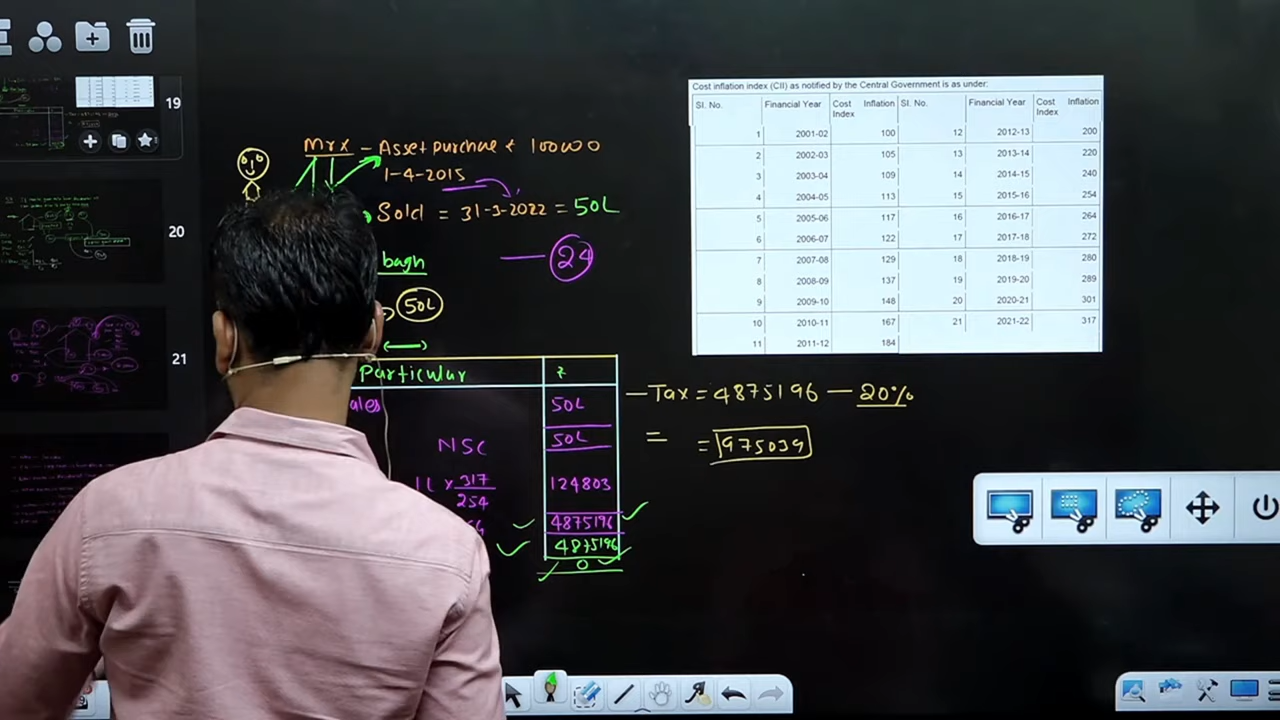 19
20
21
Mrx - Asset purchase ₹ 100000
1-4-2015
Sold = 31-3-2022 = 50L
bagh
24
50L
Particular ₹
ales 50L
NSC 50L
1L x 317/254 124803
4875196
4875196
0
Cost inflation index (CII) as notified by the Central Government is as under:
Sl. No. Financial Year Cost Inflation Index Sl. No. Financial Year Cost Inflation Index
1 2001-02 100 12 2012-13 200
2 2002-03 105 13 2013-14 220
3 2003-04 109 14 2014-15 240
4 2004-05 113 15 2015-16 254
5 2005-06 117 16 2016-17 264
6 2006-07 122 17 2017-18 272
7 2007-08 129 18 2018-19 280
8 2008-09 137 19 2019-20 289
9 2009-10 148 20 2020-21 301
10 2010-11 167 21 2021-22 317
11 2011-12 184
- Tax = 4875196 - 20%
= = 975039